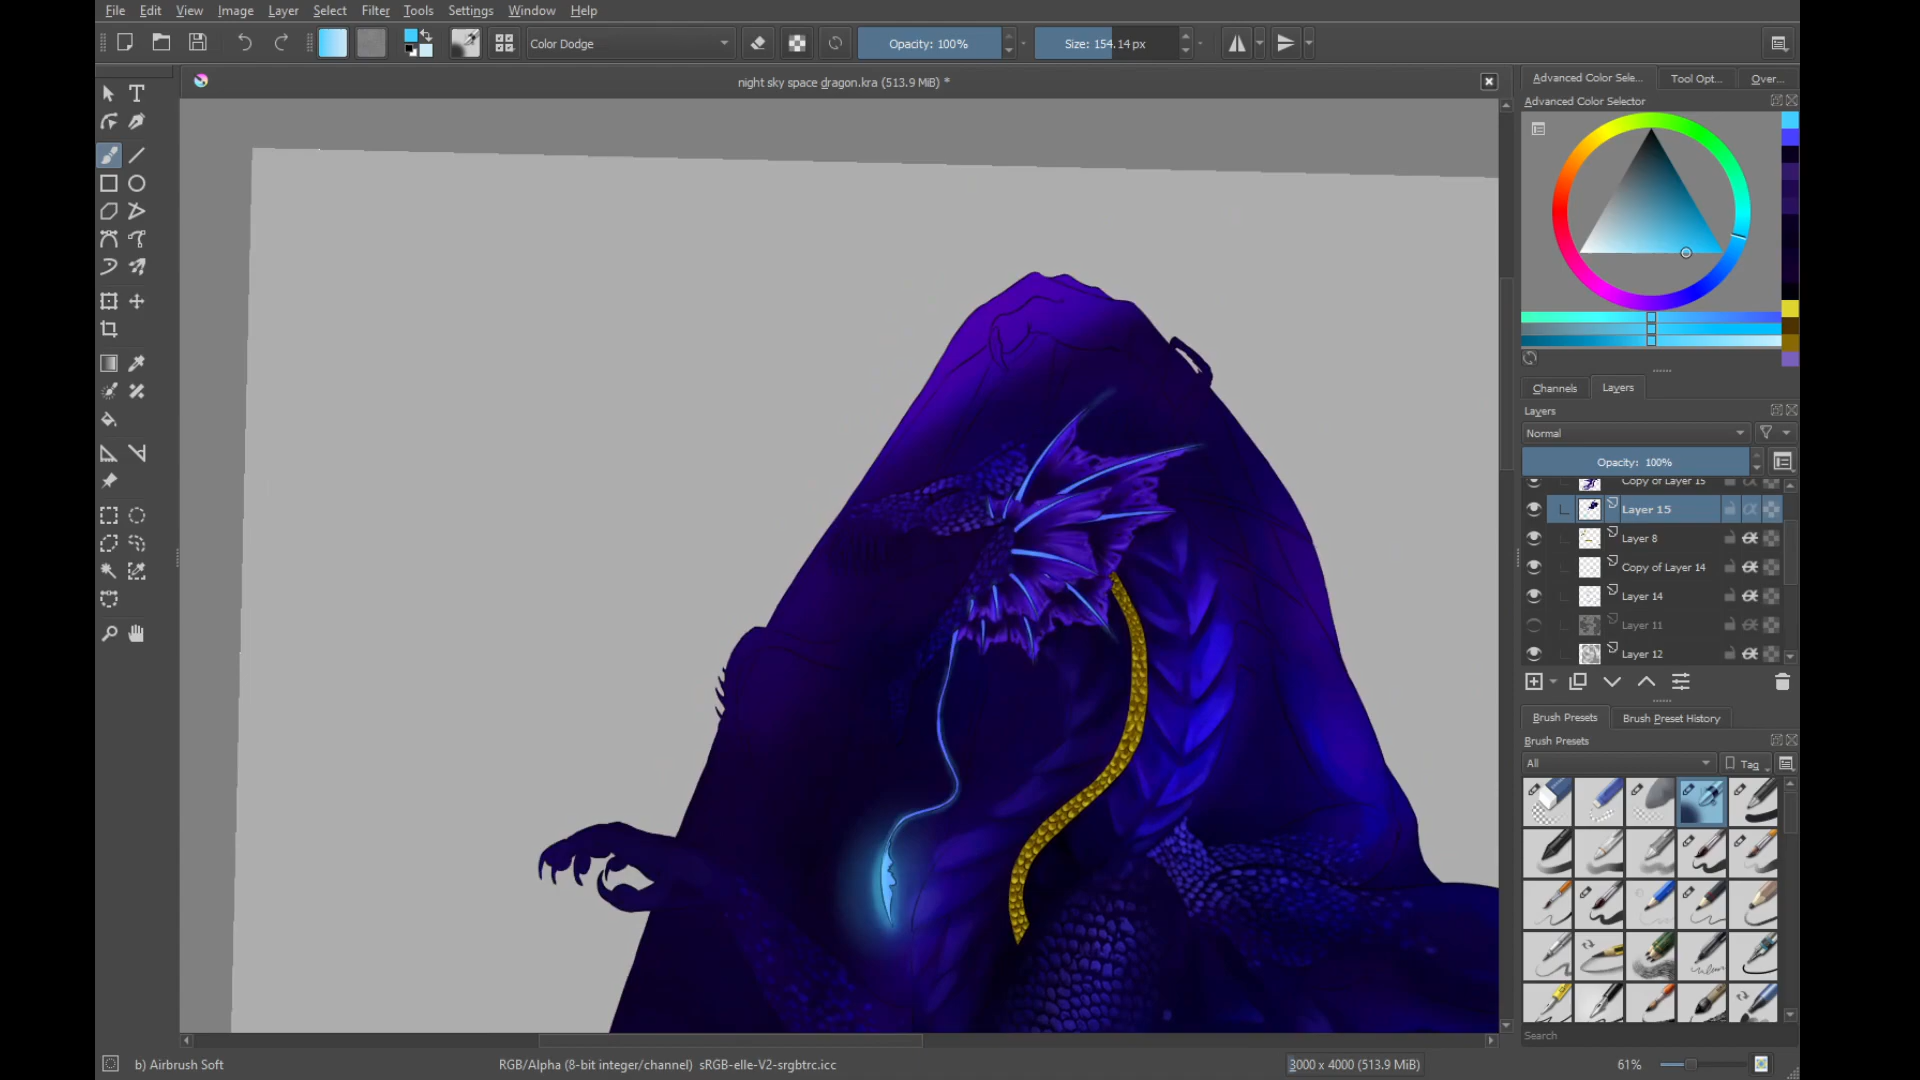 File Edit View Image Layer Select Filter Tools Settings Window Help
Color Dodge Opacity: 100% Size: 154.14 px
night sky space dragon.kra (513.9 MiB) *
Advanced Color Sele... Tool Opt... Over...
Advanced Color Selector
Channels Layers
Layers
Normal
Opacity: 100%
Copy of Layer 15
Layer 15
Layer 8
Copy of Layer 14
Layer 14
Layer 11
Layer 12
Brush Presets Brush Preset History
Brush Presets
All Tag
Search
b) Airbrush Soft RGB/Alpha (8-bit integer/channel) sRGB-elle-V2-srgbtrc.icc 3000 x 4000 (513.9 MiB) 61%